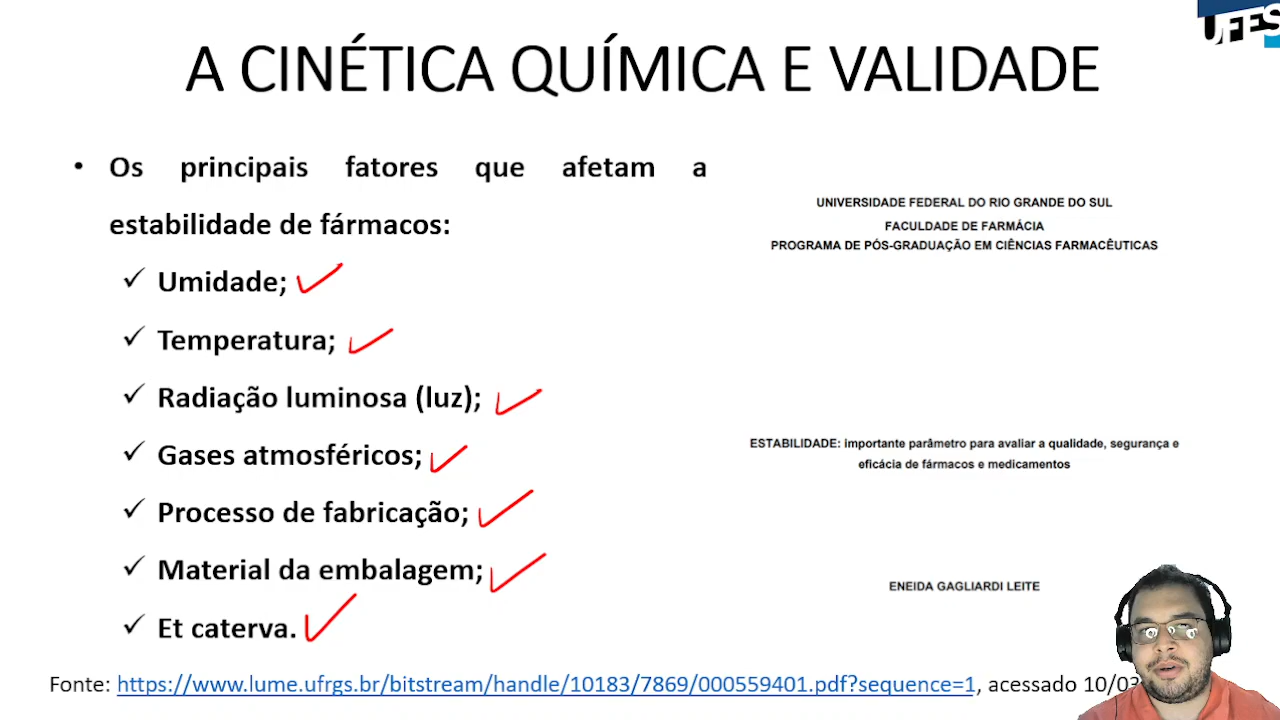 UFES
A CINÉTICA QUÍMICA E VALIDADE
• Os principais fatores que afetam a
estabilidade de fármacos:
✓ Umidade;
✓ Temperatura;
✓ Radiação luminosa (luz);
✓ Gases atmosféricos;
✓ Processo de fabricação;
✓ Material da embalagem;
✓ Et caterva.
UNIVERSIDADE FEDERAL DO RIO GRANDE DO SUL
FACULDADE DE FARMÁCIA
PROGRAMA DE PÓS-GRADUAÇÃO EM CIÊNCIAS FARMACÊUTICAS
ESTABILIDADE: importante parâmetro para avaliar a qualidade, segurança e
eficácia de fármacos e medicamentos
ENEIDA GAGLIARDI LEITE
Fonte: https://www.lume.ufrgs.br/bitstream/handle/10183/7869/000559401.pdf?sequence=1, acessado 10/03